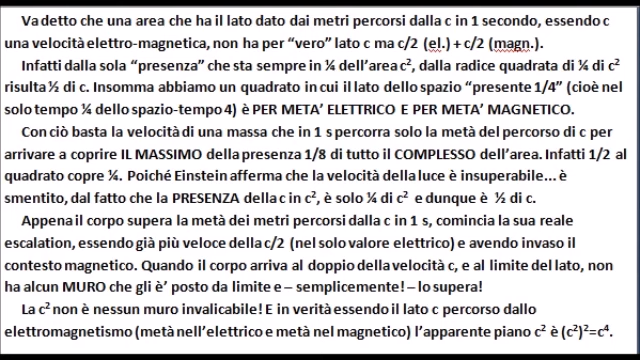 Va detto che una area che ha il lato dato dai metri percorsi dalla c in 1 secondo, essendo c
una velocità elettro-magnetica, non ha per “vero” lato c ma c/2 (el.) + c/2 (magn.).
Infatti dalla sola “presenza” che sta sempre in ¼ dell’area c², dalla radice quadrata di ¼ di c²
risulta ½ di c. Insomma abbiamo un quadrato in cui il lato dello spazio “presente 1/4” (cioè nel
solo tempo ¼ dello spazio-tempo 4) è PER META’ ELETTRICO E PER META’ MAGNETICO.
Con ciò basta la velocità di una massa che in 1 s percorra solo la metà del percorso di c per
arrivare a coprire IL MASSIMO della presenza 1/8 di tutto il COMPLESSO dell’area. Infatti 1/2 al
quadrato copre ¼. Poiché Einstein afferma che la velocità della luce è insuperabile... è
smentito, dal fatto che la PRESENZA della c in c², è solo ¼ di c² e dunque è ½ di c.
Appena il corpo supera la metà dei metri percorsi dalla c in 1 s, comincia la sua reale
escalation, essendo già più veloce della c/2 (nel solo valore elettrico) e avendo invaso il
contesto magnetico. Quando il corpo arriva al doppio della velocità c, e al limite del lato, non
ha alcun MURO che gli è’ posto da limite e – semplicemente! – lo supera!
La c² non è nessun muro invalicabile! E in verità essendo il lato c percorso dallo
elettromagnetismo (metà nell’elettrico e metà nel magnetico) l’apparente piano c² è (c²)²=c⁴.